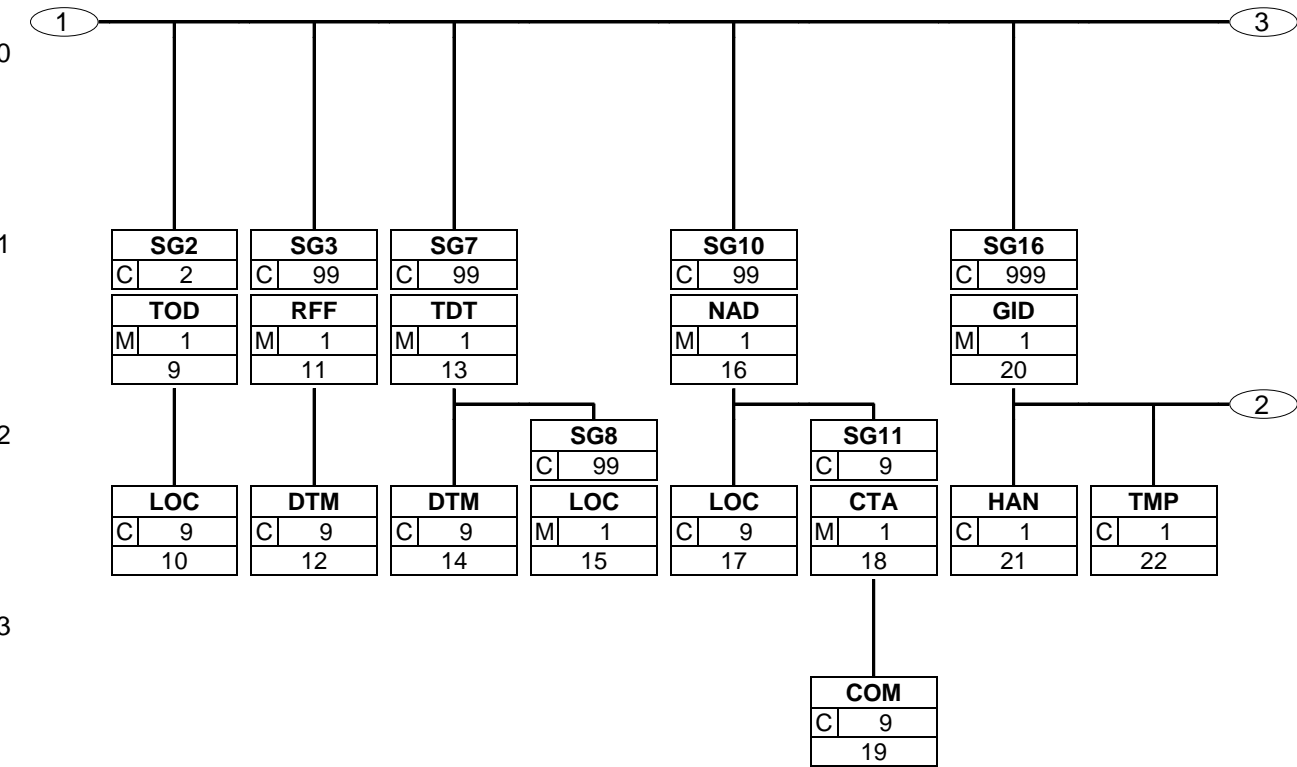 1 3
0
1
SG2 SG3 SG7 SG10 SG16
C 2 C 99 C 99 C 99 C 999
TOD RFF TDT NAD GID
M 1 M 1 M 1 M 1 M 1
9 11 13 16 20
2
2
SG8 SG11
C 99 C 9
LOC DTM DTM LOC LOC CTA HAN TMP
C 9 C 9 C 9 M 1 C 9 M 1 C 1 C 1
10 12 14 15 17 18 21 22
3
COM
C 9
19